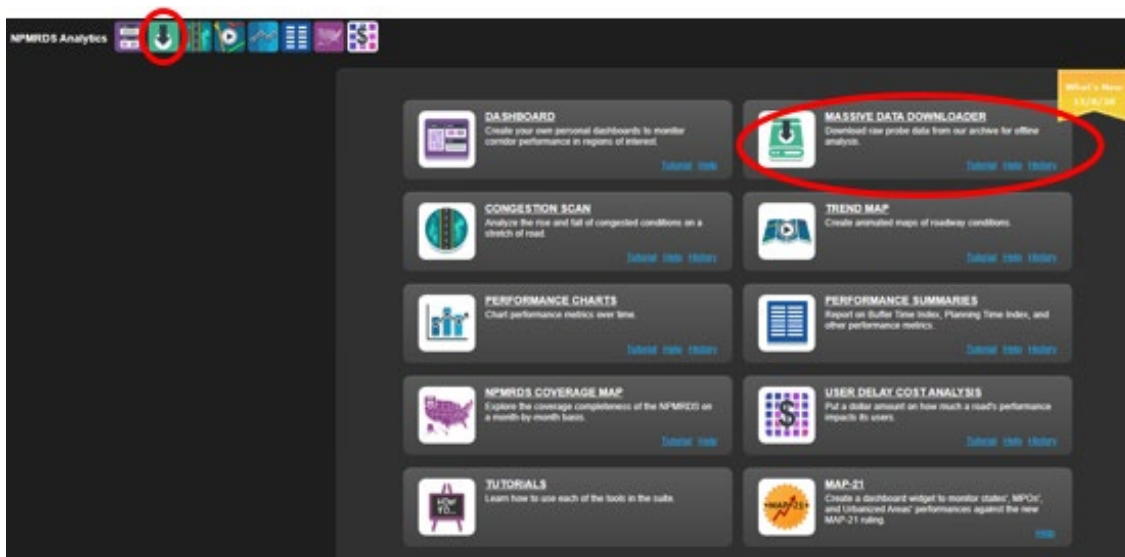 NPMRDS Analytics
What's New
DASHBOARD
Create your own personal dashboards to monitor
corridor performance in regions of interest.
Tutorial Help
MASSIVE DATA DOWNLOADER
Download raw probe data from our archive for offline
analysis.
Tutorial Help History
CONGESTION SCAN
Analyze the rise and fall of congested conditions on a
stretch of road.
Tutorial Help History
TREND MAP
Create animated maps of roadway conditions.
Tutorial Help History
PERFORMANCE CHARTS
Chart performance metrics over time.
Tutorial Help History
PERFORMANCE SUMMARIES
Report on Buffer Time Index, Planning Time Index, and
other performance metrics.
Tutorial Help History
NPMRDS COVERAGE MAP
Explore the coverage completeness of the NPMRDS on
a month-by-month basis.
Tutorial Help
USER DELAY COST ANALYSIS
Put a dollar amount on how much a road's performance
impacts its users.
Tutorial Help History
HOW
TO...
TUTORIALS
Learn how to use each of the tools in the suite.
MAP-21
MAP-21
Create a dashboard widget to monitor states', MPOs',
and Urbanized Areas' performances against the new
MAP-21 ruling.
Help